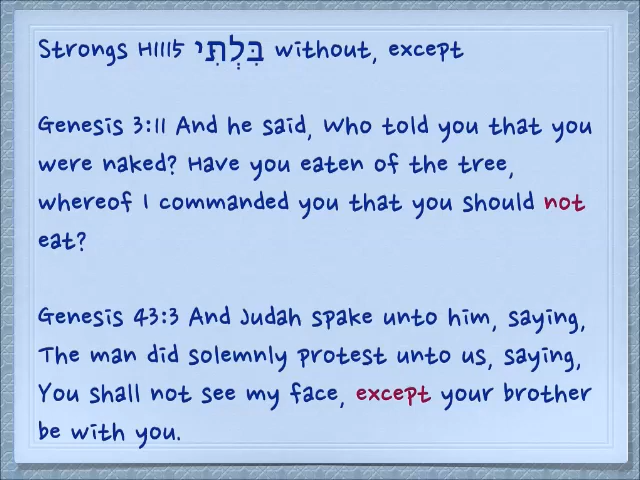 Strongs H1115 בִּלְתִּי without, except
Genesis 3:11 And he said, Who told you that you
were naked? Have you eaten of the tree,
whereof I commanded you that you should not
eat?
Genesis 43:3 And Judah spake unto him, saying,
The man did solemnly protest unto us, saying,
You shall not see my face, except your brother
be with you.